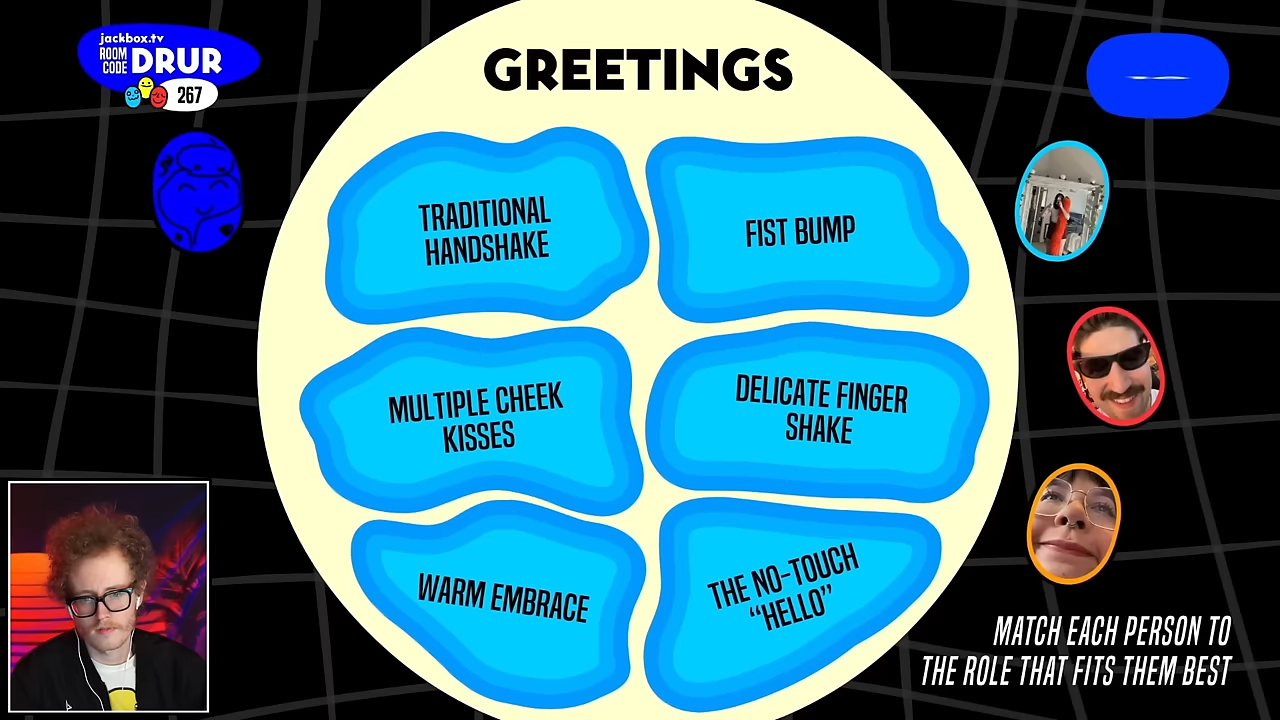 jackbox.tv
ROOM
CODE
DRUR
267
GREETINGS
TRADITIONAL
HANDSHAKE
FIST BUMP
MULTIPLE CHEEK
KISSES
DELICATE FINGER
SHAKE
WARM EMBRACE
THE NO-TOUCH
“HELLO”
MATCH EACH PERSON TO
THE ROLE THAT FITS THEM BEST